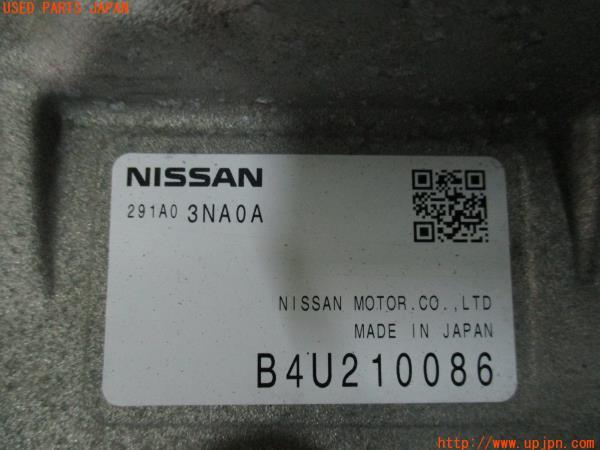 USED PARTS JAPAN
NISSAN
291A0 3NA0A
NISSAN MOTOR.CO.,LTD
MADE IN JAPAN
B4U210086
http://www.upjpn.com/